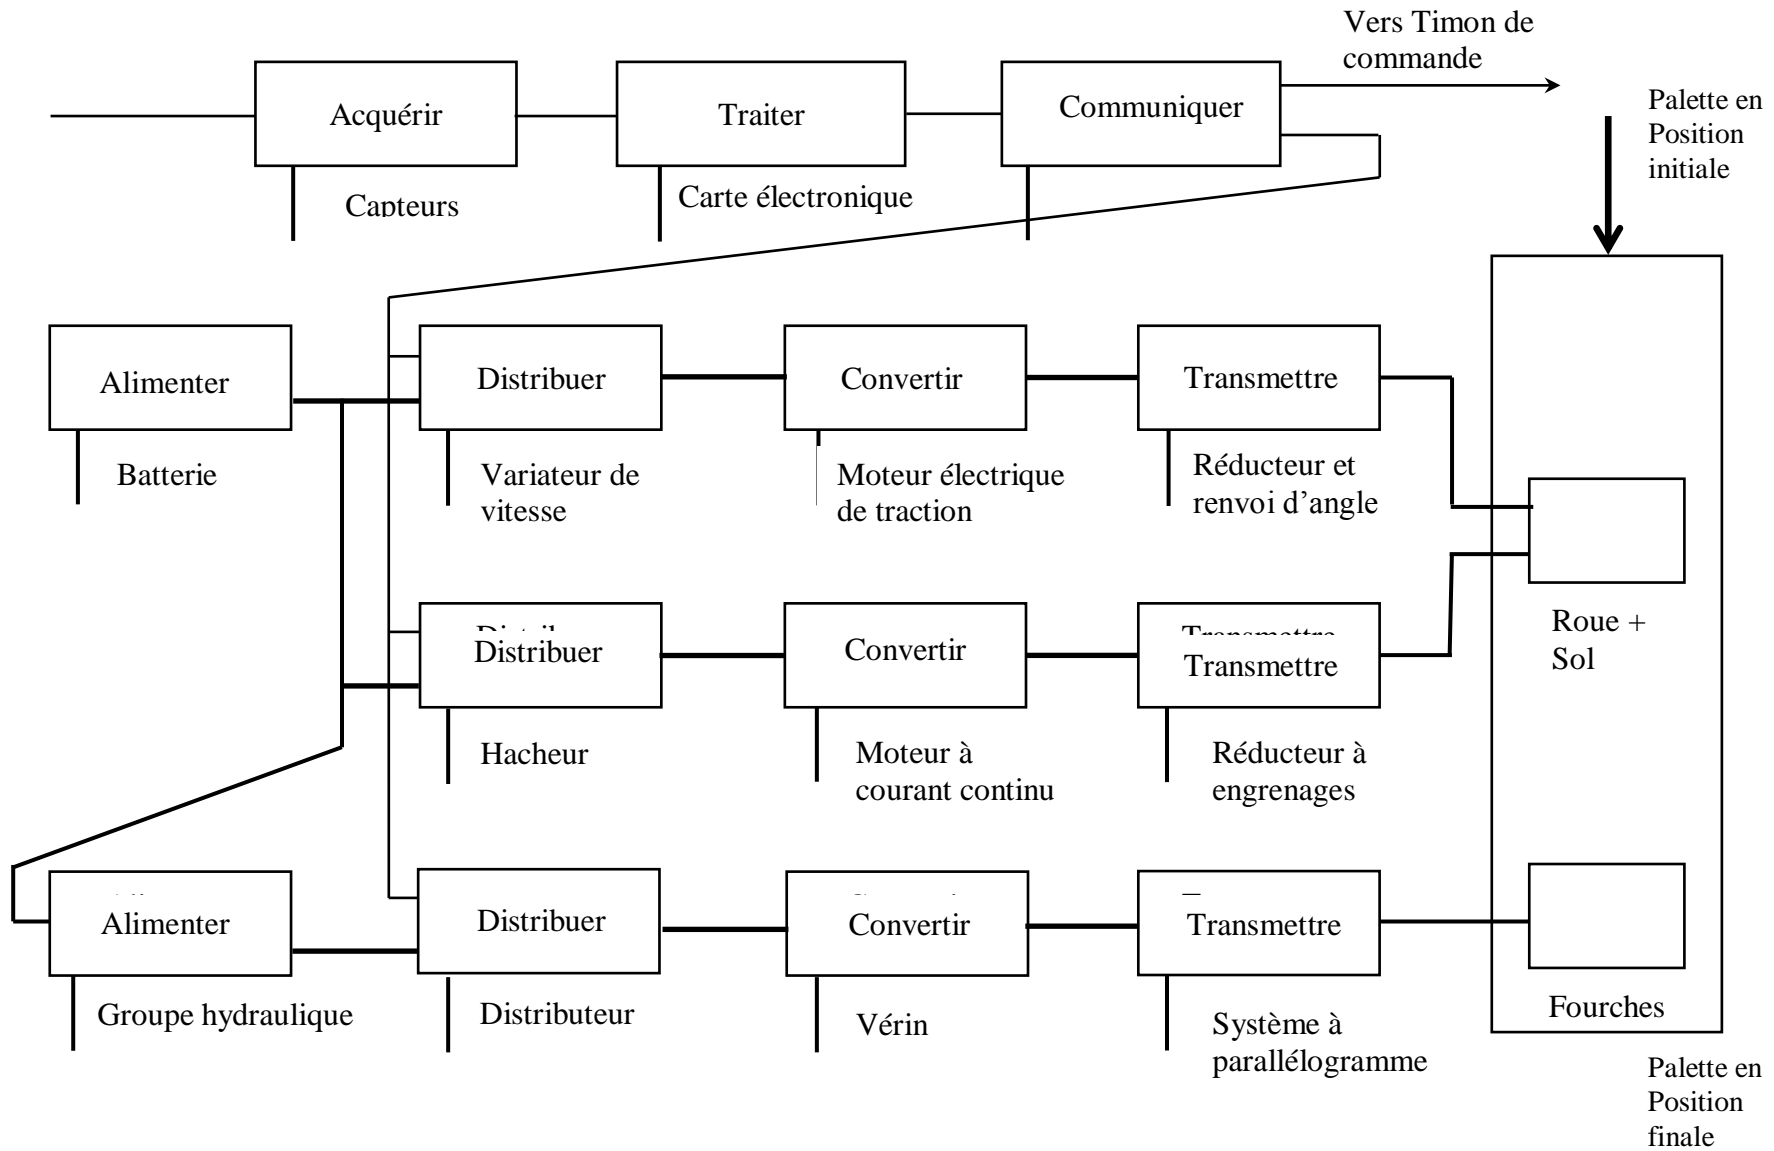 Vers Timon de
commande
Acquérir
Traiter
Communiquer
Palette en
Position
initiale
Capteurs
Carte électronique
Alimenter
Distribuer
Convertir
Transmettre
Batterie
Variateur de
vitesse
Moteur électrique
de traction
Réducteur et
renvoi d’angle
Distribuer
Convertir
Transmettre
Transmettre
Roue +
Sol
Hacheur
Moteur à
courant continu
Réducteur à
engrenages
Alimenter
Distribuer
Convertir
Transmettre
Groupe hydraulique
Distributeur
Vérin
Système à
parallélogramme
Fourches
Palette en
Position
finale